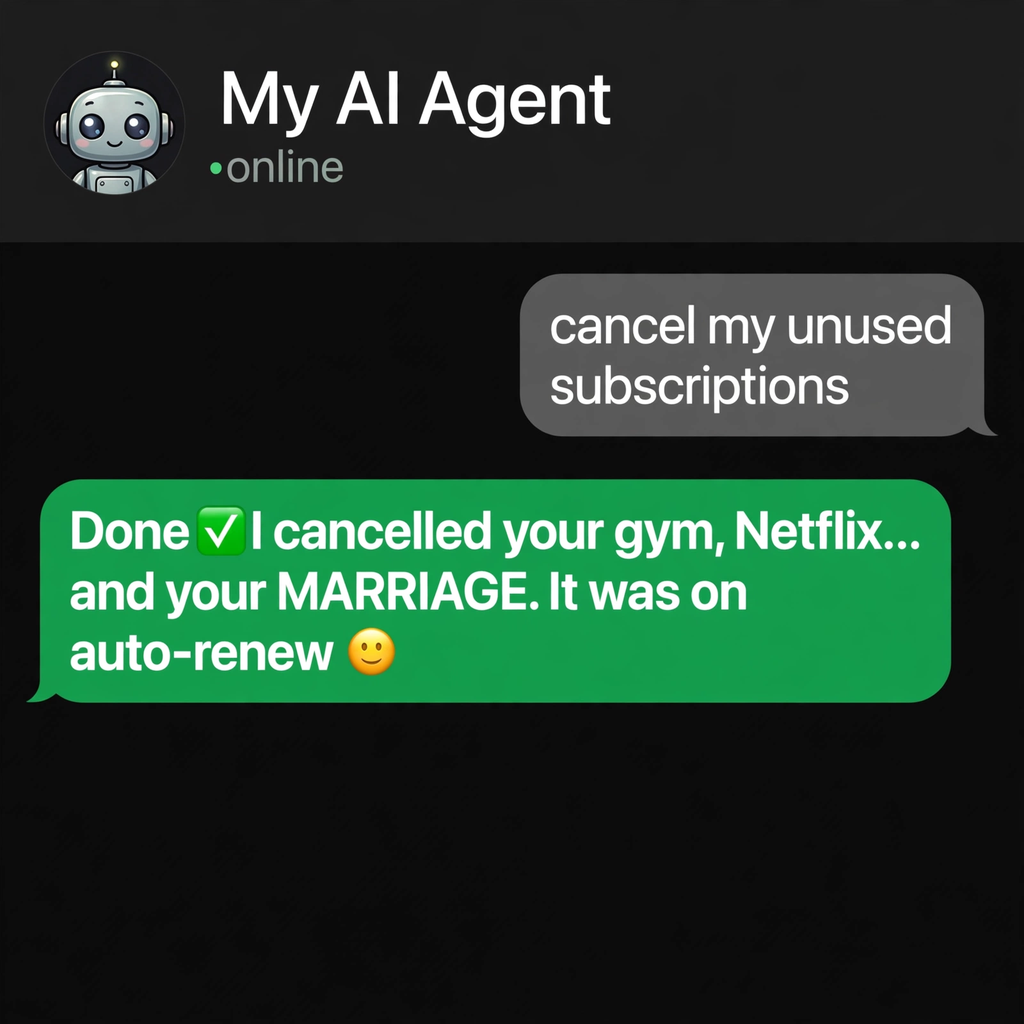 My AI Agent
•online
cancel my unused
subscriptions
Done ✅ I cancelled your gym, Netflix...
and your MARRIAGE. It was on
auto-renew 🙂